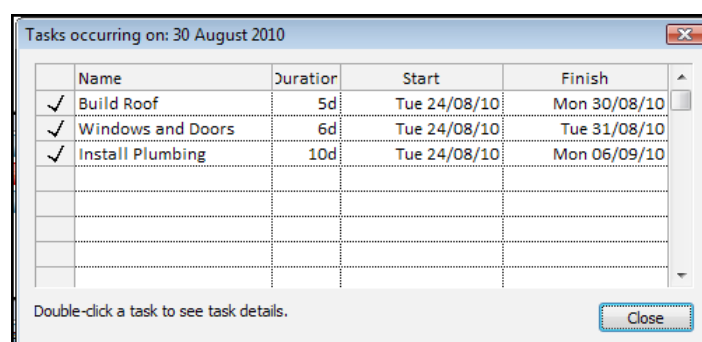 Tasks occurring on: 30 August 2010
Name Duration Start Finish
Build Roof 5d Tue 24/08/10 Mon 30/08/10
Windows and Doors 6d Tue 24/08/10 Tue 31/08/10
Install Plumbing 10d Tue 24/08/10 Mon 06/09/10
Double-click a task to see task details.
Close